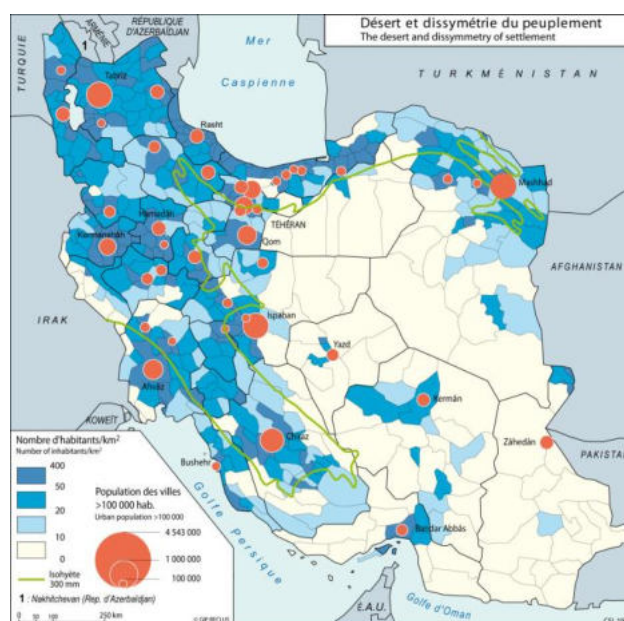 Désert et dissymétrie du peuplement
The desert and dissymmetry of settlement
TURQUIE
ARMÉNIE
1
RÉPUBLIQUE
D'AZERBAÏDJAN
Mer
Caspienne
TURKMÉNISTAN
Tabriz
Rasht
Mashhad
TÉHÉRAN
Hamadân
Kermânshâh
Qom
AFGHANISTAN
IRAK
Ispahan
Yazd
Ahvâz
Kermân
KOWEÏT
Chiraz
Zâhedân
PAKISTAN
Bushehr
Golfe persique
Bandar Abbâs
É.A.U.
Golfe d'Oman
Nombre d'habitants/km²
Number of inhabitants/km²
400
50
20
10
0
Isohyète
300 mm
Population des villes
>100 000 hab.
Urban population >100 000
4 543 000
1 000 000
100 000
1 : Nakhitchevan (Rep. d'Azerbaïdjan)
0 50 100 250 km